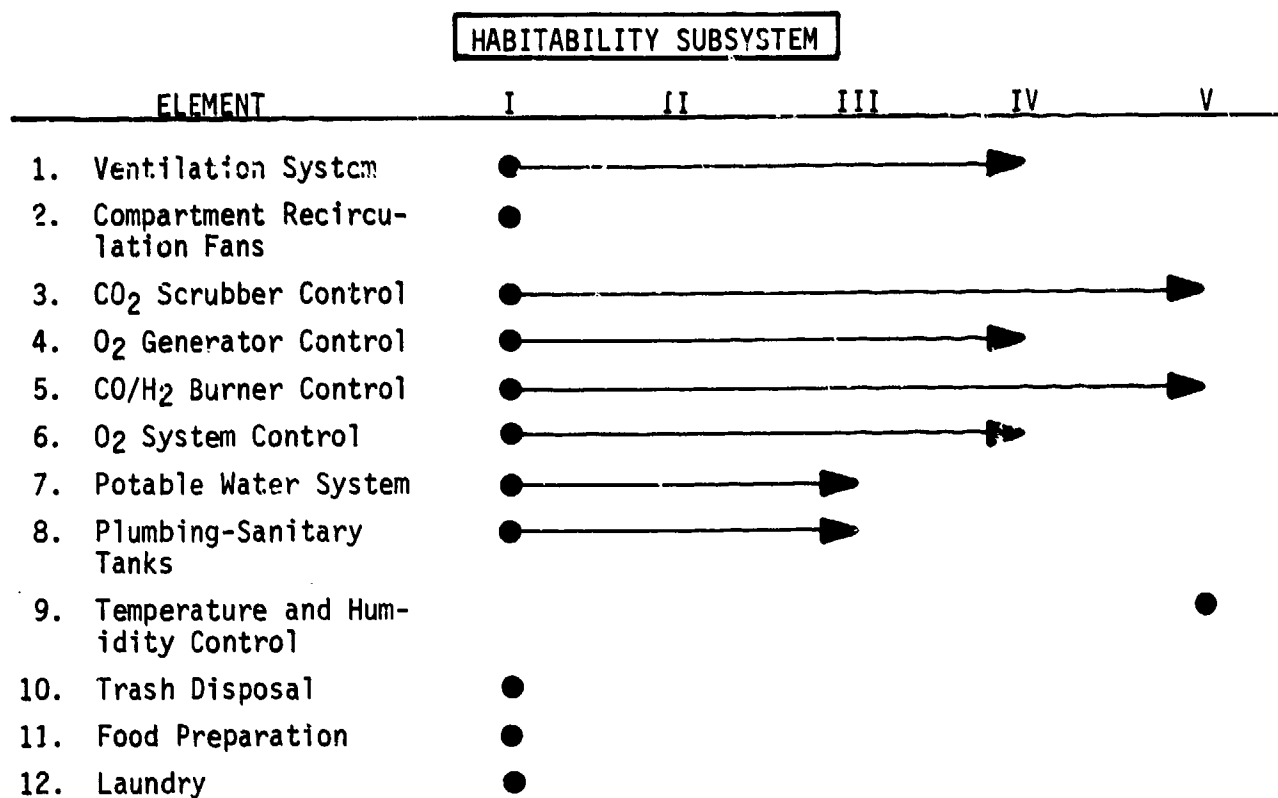 HABITABILITY SUBSYSTEM
ELEMENT I II III IV V
1. Ventilation System
2. Compartment Recircu-
lation Fans
3. CO2 Scrubber Control
4. O2 Generator Control
5. CO/H2 Burner Control
6. O2 System Control
7. Potable Water System
8. Plumbing-Sanitary
Tanks
9. Temperature and Hum-
idity Control
10. Trash Disposal
11. Food Preparation
12. Laundry